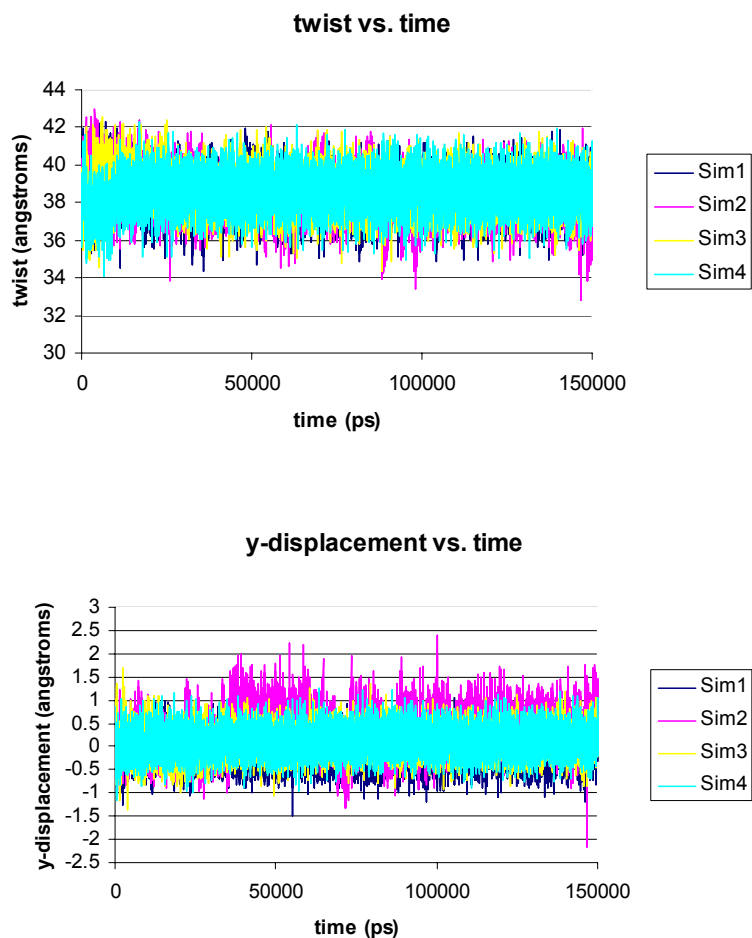 twist vs. time
twist (angstroms)
44
42
40
38
36
34
32
30
0
50000
100000
150000
time (ps)
Sim1
Sim2
Sim3
Sim4
y-displacement vs. time
y-displacement (angstroms)
3
2.5
2
1.5
1
0.5
0
-0.5
-1
-1.5
-2
-2.5
0
50000
100000
150000
time (ps)
Sim1
Sim2
Sim3
Sim4